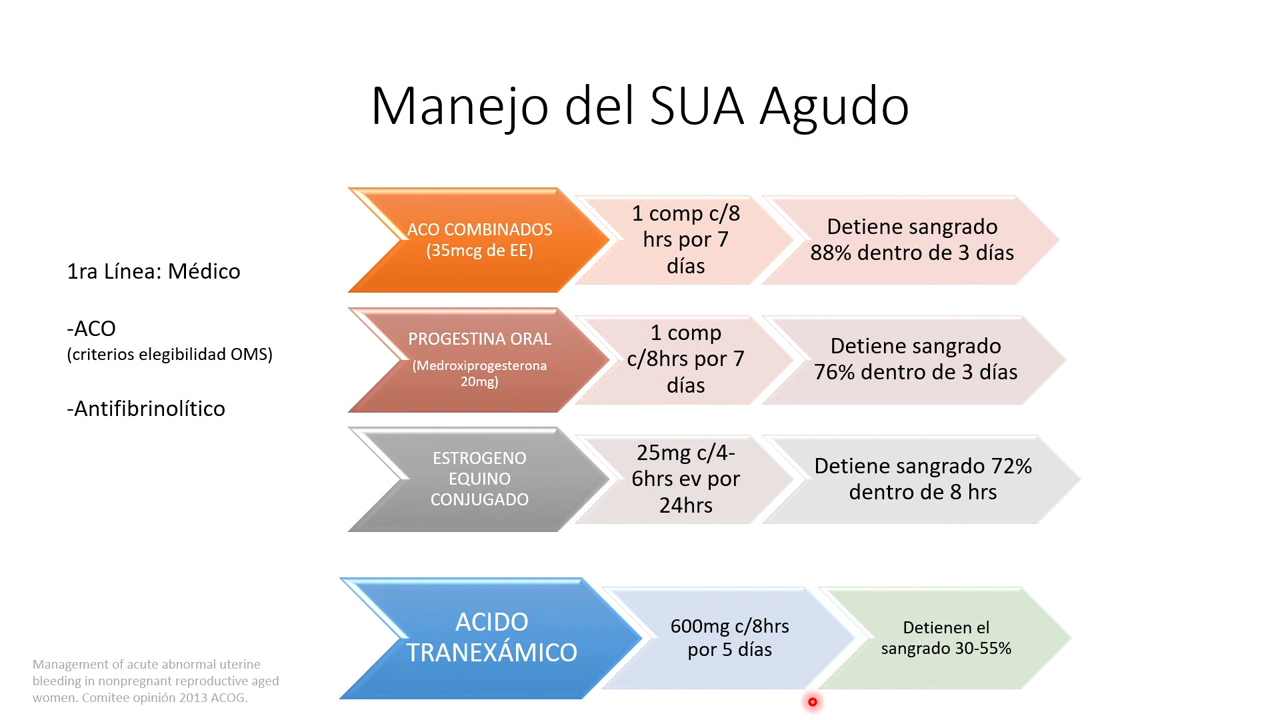 Manejo del SUA Agudo
1ra Línea: Médico
-ACO
(criterios elegibilidad OMS)
-Antifibrinolítico
ACO COMBINADOS
(35mcg de EE)
1 comp c/8
hrs por 7
días
Detiene sangrado
88% dentro de 3 días
PROGESTINA ORAL
(Medroxiprogesterona
20mg)
1 comp
c/8hrs por 7
días
Detiene sangrado
76% dentro de 3 días
ESTROGENO
EQUINO
CONJUGADO
25mg c/4-
6hrs ev por
24hrs
Detiene sangrado 72%
dentro de 8 hrs
ACIDO
TRANEXÁMICO
600mg c/8hrs
por 5 días
Detienen el
sangrado 30-55%
Management of acute abnormal uterine
bleeding in nonpregnant reproductive aged
women. Comitee opinión 2013 ACOG.